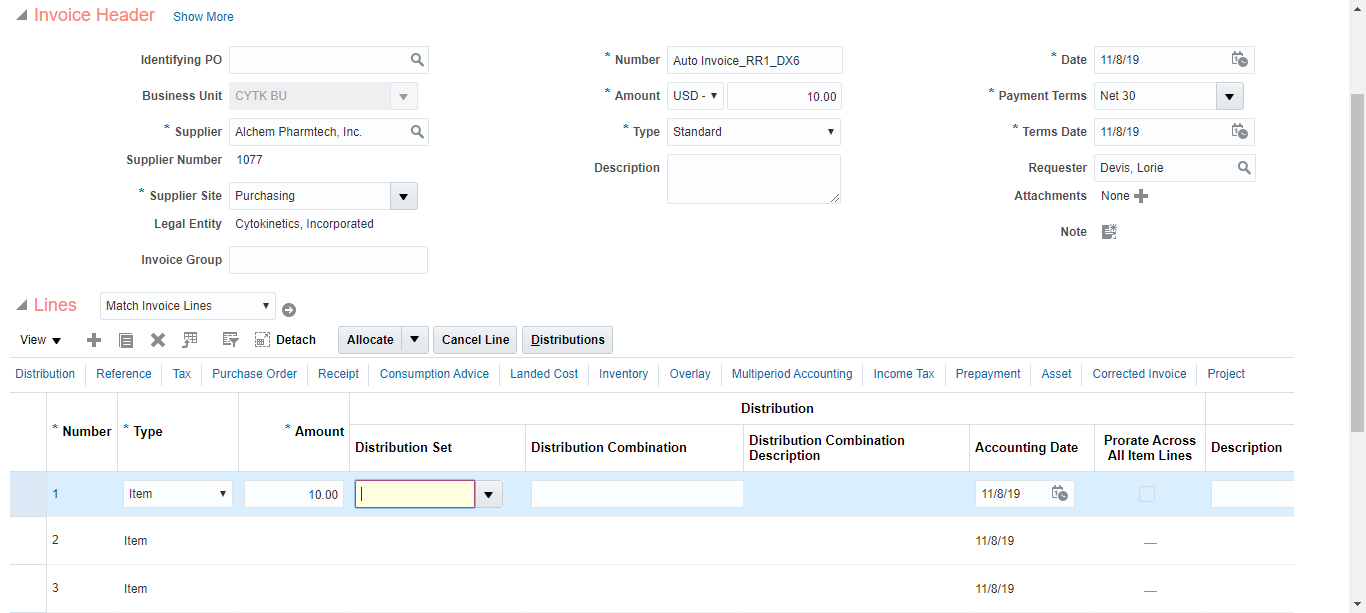 Invoice Header Show More
Identifying PO
* Number Auto Invoice_RR1_DX6
* Date 11/8/19
Business Unit CYTK BU
* Amount USD - 10.00
* Payment Terms Net 30
* Supplier Alchem Pharmtech, Inc.
* Type Standard
* Terms Date 11/8/19
Supplier Number 1077
Description
Requester Devis, Lorie
* Supplier Site Purchasing
Attachments None
Legal Entity Cytokinetics, Incorporated
Note
Invoice Group
Lines Match Invoice Lines
View Detach Allocate Cancel Line Distributions
Distribution Reference Tax Purchase Order Receipt Consumption Advice Landed Cost Inventory Overlay Multiperiod Accounting Income Tax Prepayment Asset Corrected Invoice Project
Distribution
* Number * Type * Amount Distribution Set Distribution Combination Distribution Combination Description Accounting Date Prorate Across All Item Lines Description
1 Item 10.00 11/8/19
2 Item 11/8/19 —
3 Item 11/8/19 —